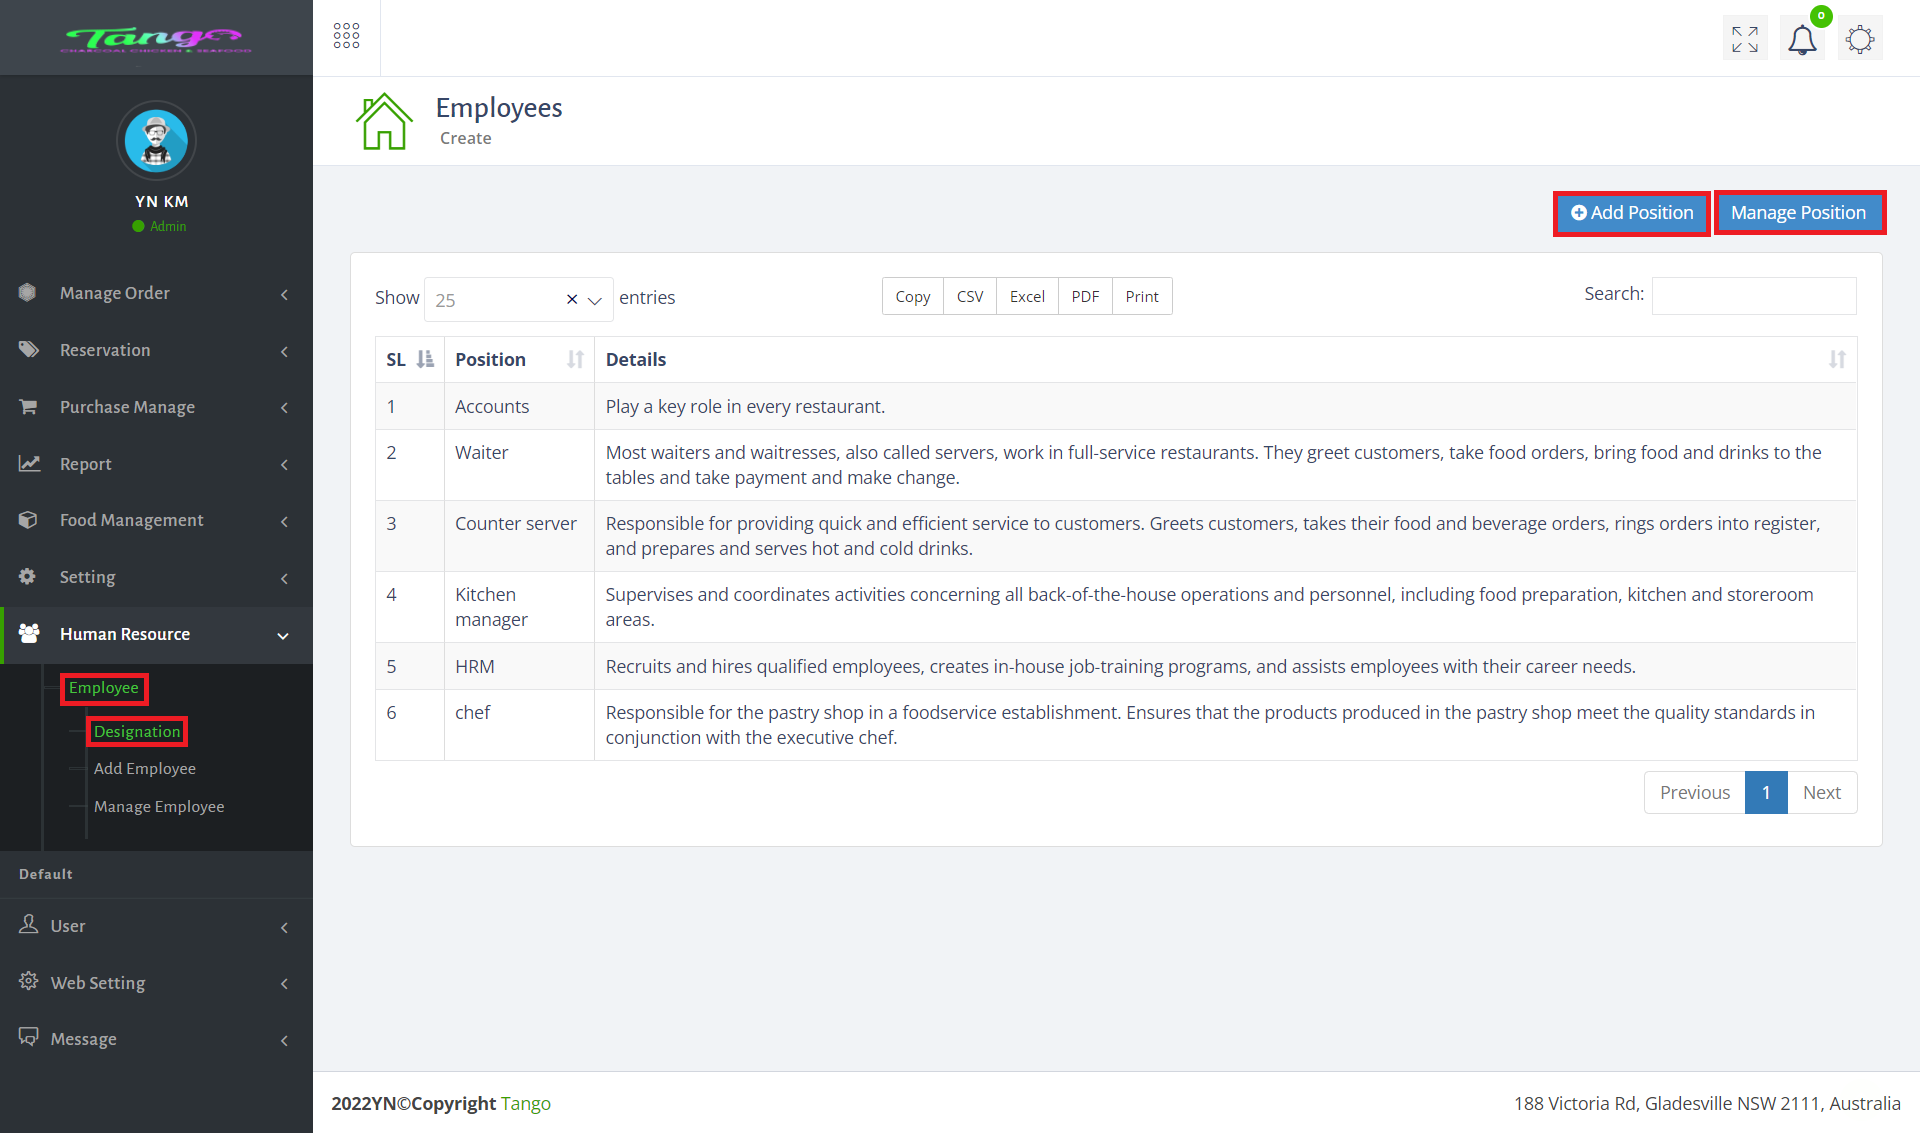 Tango
CHARCOAL CHICKEN & SEAFOOD
0
YN KM
Admin
Manage Order
Reservation
Purchase Manage
Report
Food Management
Setting
Human Resource
Employee
Designation
Add Employee
Manage Employee
Default
User
Web Setting
Message
Employees
Create
Add Position
Manage Position
Show 25 × entries
Copy CSV Excel PDF Print
Search:
SL Position Details
1 Accounts Play a key role in every restaurant.
2 Waiter Most waiters and waitresses, also called servers, work in full-service restaurants. They greet customers, take food orders, bring food and drinks to the
tables and take payment and make change.
3 Counter server Responsible for providing quick and efficient service to customers. Greets customers, takes their food and beverage orders, rings orders into register,
and prepares and serves hot and cold drinks.
4 Kitchen Supervises and coordinates activities concerning all back-of-the-house operations and personnel, including food preparation, kitchen and storeroom
manager areas.
5 HRM Recruits and hires qualified employees, creates in-house job-training programs, and assists employees with their career needs.
6 chef Responsible for the pastry shop in a foodservice establishment. Ensures that the products produced in the pastry shop meet the quality standards in
conjunction with the executive chef.
Previous 1 Next
2022YN©Copyright Tango
188 Victoria Rd, Gladesville NSW 2111, Australia